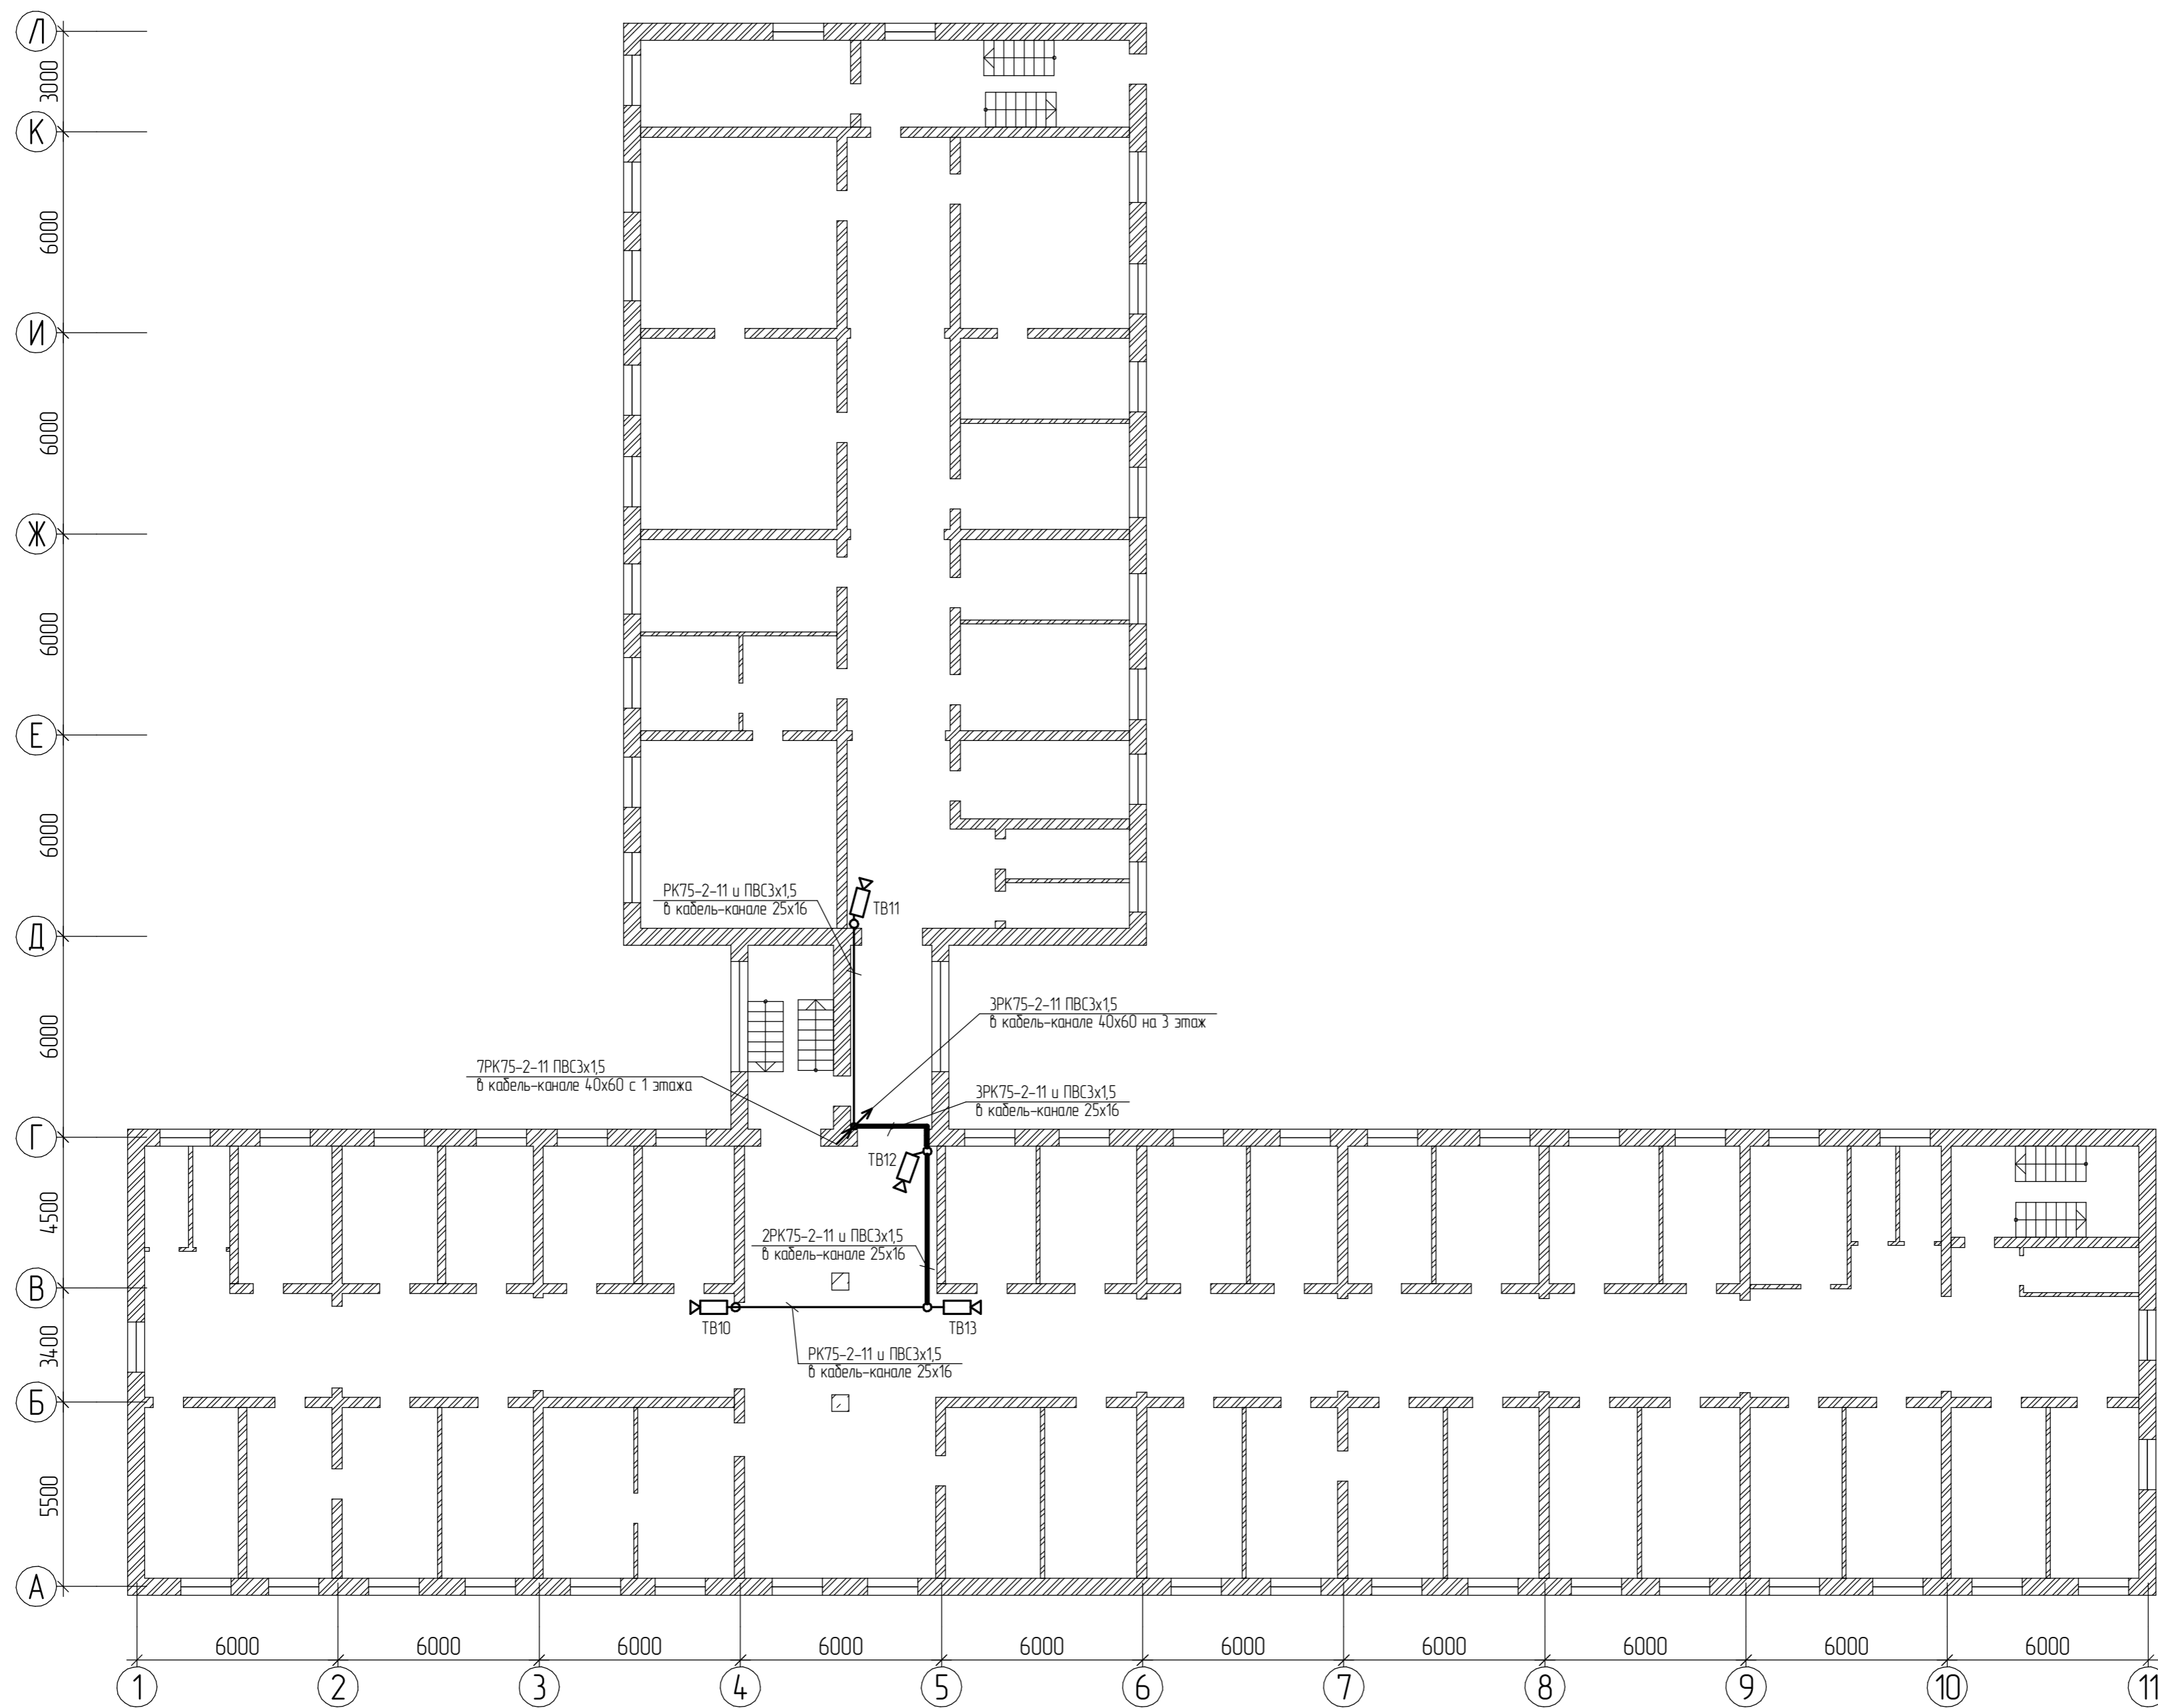 Л
3000
К
6000
И
6000
Ж
6000
Е
6000
РК75-2-11 и ПВС3х1,5
в кабель-канале 25х16
ТВ11
Д
6000
3РК75-2-11 ПВС3х1,5
в кабель-канале 40х60 на 3 этаж
7РК75-2-11 ПВС3х1,5
в кабель-канале 40х60 с 1 этажа
3РК75-2-11 и ПВС3х1,5
в кабель-канале 25х16
Г
ТВ12
4500
2РК75-2-11 и ПВС3х1,5
в кабель-канале 25х16
В
ТВ10
ТВ13
3400
РК75-2-11 и ПВС3х1,5
в кабель-канале 25х16
Б
5500
А
6000 6000 6000 6000 6000 6000 6000 6000 6000 6000
1 2 3 4 5 6 7 8 9 10 11